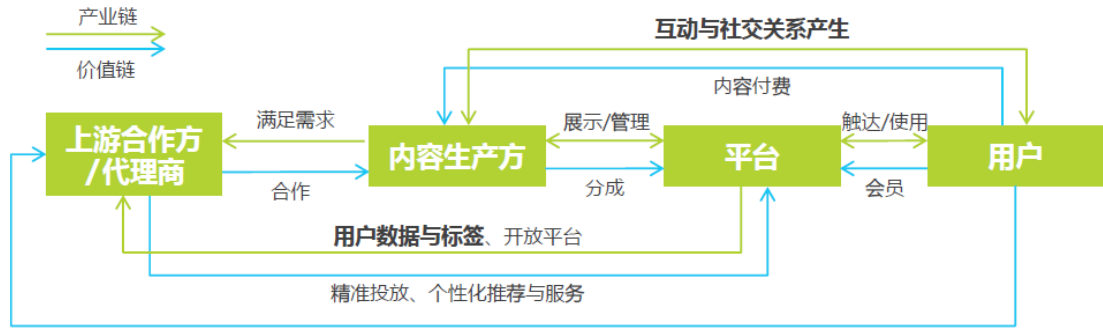 产业链
价值链
互动与社交关系产生
内容付费
上游合作方
/代理商
满足需求
合作
内容生产方
展示/管理
分成
平台
触达/使用
会员
用户
用户数据与标签、开放平台
精准投放、个性化推荐与服务